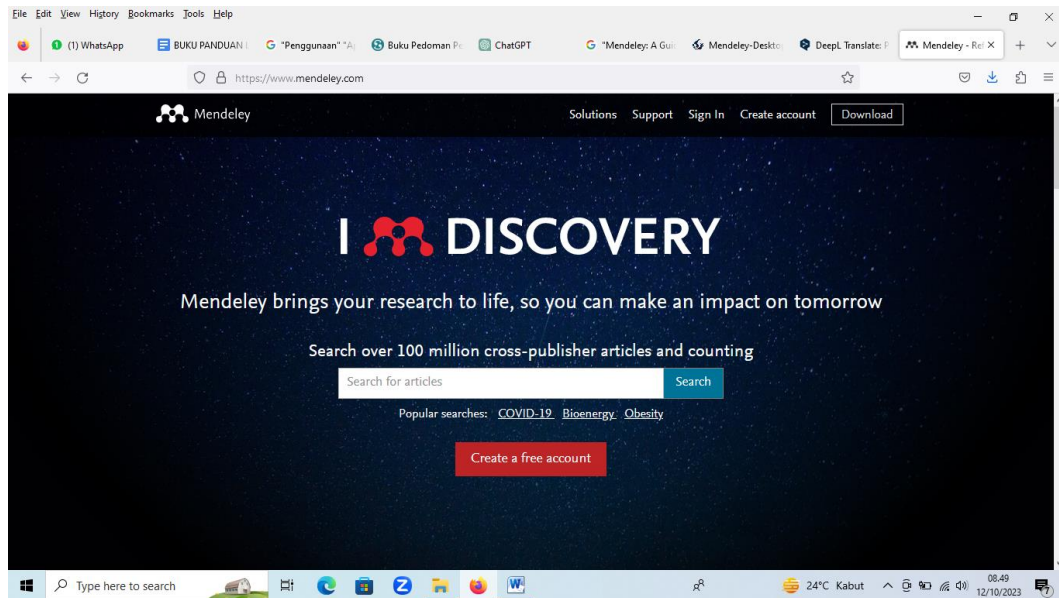 File Edit View History Bookmarks Tools Help
(1) WhatsApp BUKU PANDUAN G "Penggunaan" Buku Pedoman ChatGPT G "Mendeley: A Gui Mendeley-Deskto DeepL Translate: Mendeley - Re
https://www.mendeley.com
Mendeley Solutions Support Sign In Create account Download
I DISCOVERY
Mendeley brings your research to life, so you can make an impact on tomorrow
Search over 100 million cross-publisher articles and counting
Search for articles Search
Popular searches: COVID-19 Bioenergy Obesity
Create a free account
Type here to search 24°C Kabut 08.49
12/10/2023